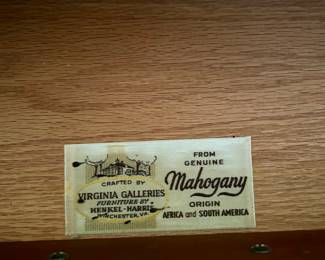 CRAFTED BY
VIRGINIA GALLERIES
FURNITURE BY
HENKEL-HARRIS
WINCHESTER, VA.
FROM
GENUINE
Mahogany
ORIGIN
AFRICA and SOUTH AMERICA